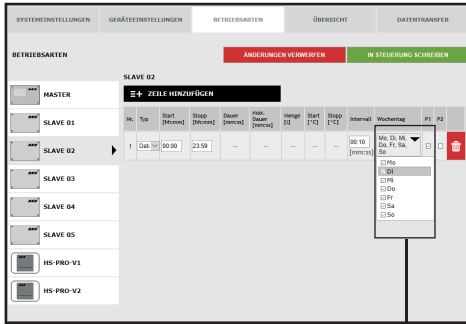 SYSTEMEINSTELLUNGEN GERÄTEEINSTELLUNGEN BETRIEBSARTEN ÜBERSICHT DATENTRANSFER
BETRIEBSARTEN ÄNDERUNGEN VERWERFEN IN STEUERUNG SCHREIBEN
SLAVE 02
ZEILE HINZUFÜGEN
MASTER
SLAVE 01
SLAVE 02
SLAVE 03
SLAVE 04
SLAVE 05
HS-PRO-V1
HS-PRO-V2
Nr. Typ Start [hh:mm] Stopp [hh:mm] Dauer [mm:ss] max. Dauer [mm:ss] menge [l] Start [°C] Stopp [°C] Intervall Wochentag P1 P2
1 Dat 00:00 23:59 -- -- -- -- -- 00:10 [mm:ss] Mo, Di, Mi, Do, Fr, Sa, So
Mo
Di
Mi
Do
Fr
Sa
So